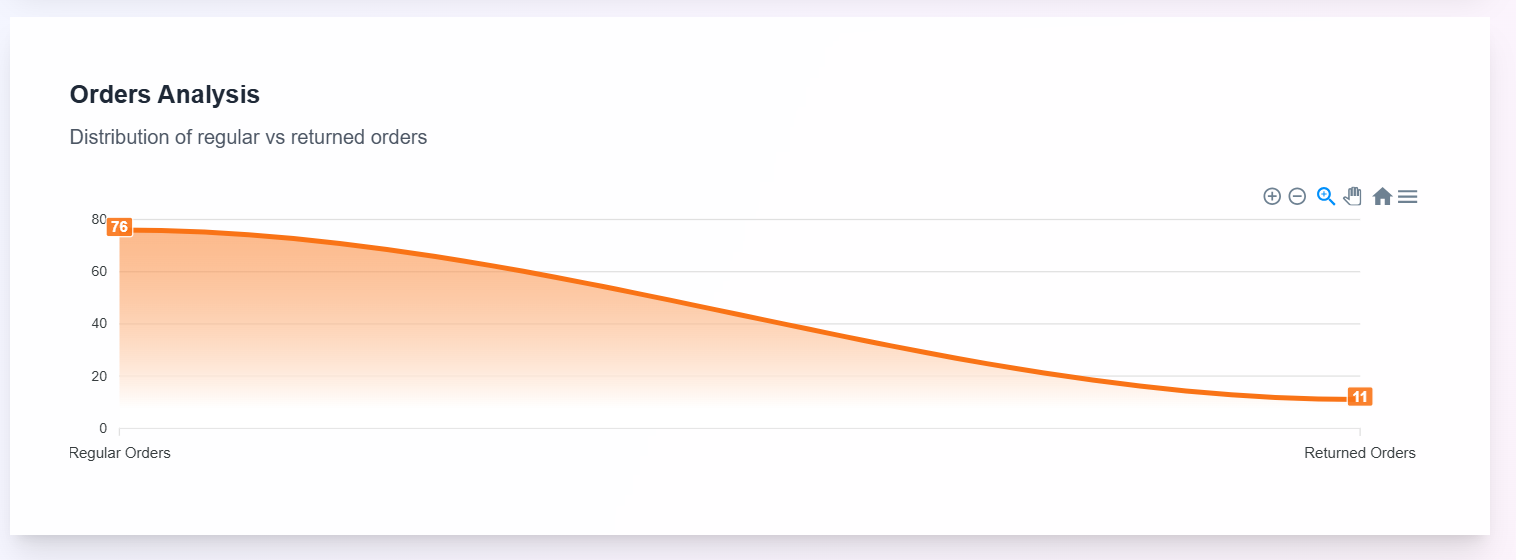 Orders Analysis
Distribution of regular vs returned orders
80
76
60
40
20
11
0
Regular Orders
Returned Orders